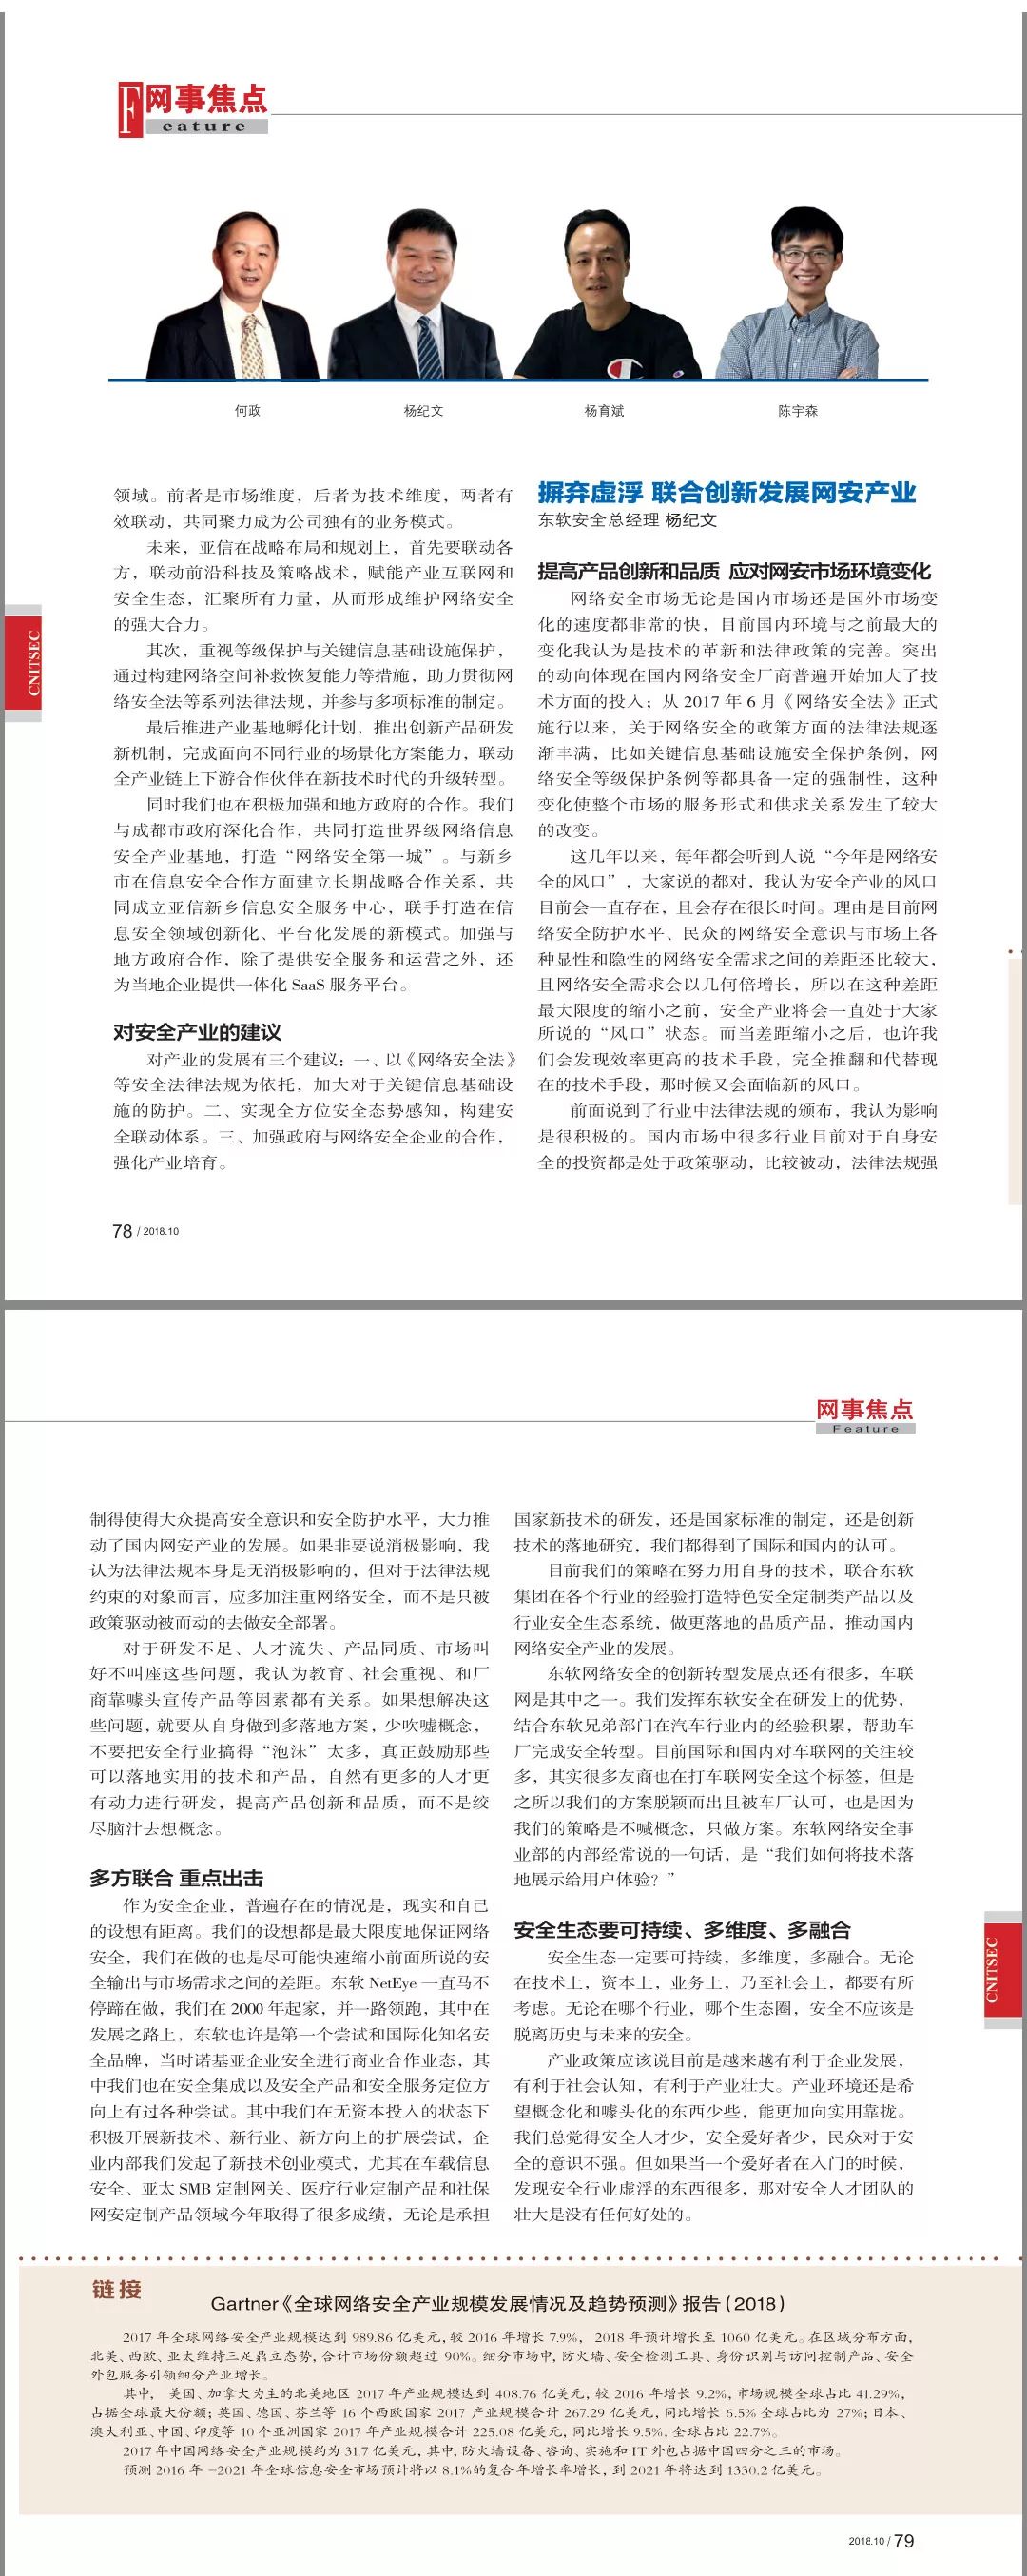 F网事焦点
eature
何政
杨纪文
杨育斌
陈宇森
领域。前者是市场维度，后者为技术维度，两者有
效联动，共同聚力成为公司独有的业务模式。
未来，亚信在战略布局和规划上，首先要联动各
方，联动前沿科技及策略战术，赋能产业互联网和
安全生态，汇聚所有力量，从而形成维护网络安全
的强大合力。
其次，重视等级保护与关键信息基础设施保护，
通过构建网络空间补救恢复能力等措施，助力贯彻网
络安全法等系列法律法规，并参与多项标准的制定。
最后推进产业基地孵化计划，推出创新产品研发
新机制，完成面向不同行业的场景化方案能力，联动
全产业链上下游合作伙伴在新技术时代的升级转型。
同时我们也在积极加强和地方政府的合作。我们
与成都市政府深化合作，共同打造世界级网络信息
安全产业基地，打造“网络安全第一城”。与新乡
市在信息安全合作方面建立长期战略合作关系，共
同成立亚信新乡信息安全服务中心，联手打造在信
息安全领域创新化、平台化发展的新模式。加强与
地方政府合作，除了提供安全服务和运营之外，还
为当地企业提供一体化 SaaS 服务平台。
对安全产业的建议
对产业的发展有三个建议：一、以《网络安全法》
等安全法律法规为依托，加大对于关键信息基础设
施的防护。二、实现全方位安全态势感知，构建安
全联动体系。三、加强政府与网络安全企业的合作，
强化产业培育。
摒弃虚浮 联合创新发展网安产业
东软安全总经理 杨纪文
提高产品创新和品质 应对网安市场环境变化
网络安全市场无论是国内市场还是国外市场变
化的速度都非常的快，目前国内环境与之前最大的
变化我认为是技术的革新和法律政策的完善。突出
的动向体现在国内网络安全厂商普遍开始加大了技
术方面的投入；从 2017 年 6 月《网络安全法》正式
施行以来，关于网络安全的政策方面的法律法规逐
渐丰满，比如关键信息基础设施安全保护条例，网
络安全等级保护条例等都具备一定的强制性，这种
变化使整个市场的服务形式和供求关系发生了较大
的改变。
这几年以来，每年都会听到人说“今年是网络安
全的风口”，大家说的都对，我认为安全产业的风口
目前会一直存在，且会存在很长时间。理由是目前网
络安全防护水平、民众的网络安全意识与市场上各
种显性和隐性的网络安全需求之间的差距还比较大，
且网络安全需求会以几何倍增长，所以在这种差距
最大限度的缩小之前，安全产业将会一直处于大家
所说的“风口”状态。而当差距缩小之后，也许我
们会发现效率更高的技术手段，完全推翻和代替现
在的技术手段，那时候又会面临新的风口。
前面说到了行业中法律法规的颁布，我认为影响
是很积极的。国内市场中很多行业目前对于自身安
全的投资都是处于政策驱动，比较被动，法律法规强
CNITSEC
78 / 2018.10
网事焦点
Feature
制得使得大众提高安全意识和安全防护水平，大力推
动了国内网安产业的发展。如果非要说消极影响，我
认为法律法规本身是无消极影响的，但对于法律法规
约束的对象而言，应多加注重网络安全，而不是只被
政策驱动被而动的去做安全部署。
对于研发不足、人才流失、产品同质、市场叫
好不叫座这些问题，我认为教育、社会重视、和厂
商靠噱头宣传产品等因素都有关系。如果想解决这
些问题，就要从自身做到多落地方案，少吹嘘概念，
不要把安全行业搞得“泡沫”太多，真正鼓励那些
可以落地实用的技术和产品，自然有更多的人才更
有动力进行研发，提高产品创新和品质，而不是绞
尽脑汁去想概念。
多方联合 重点出击
作为安全企业，普遍存在的情况是，现实和自己
的设想有距离。我们的设想都是最大限度地保证网络
安全，我们在做的也是尽可能快速缩小前面所说的安
全输出与市场需求之间的差距。东软 NetEye 一直马不
停蹄在做，我们在 2000 年起家，并一路领跑，其中在
发展之路上，东软也许是第一个尝试和国际化知名安
全品牌，当时诺基亚企业安全进行商业合作业态，其
中我们也在安全集成以及安全产品和安全服务定位方
向上有过各种尝试。其中我们在无资本投入的状态下
积极开展新技术、新行业、新方向上的扩展尝试，企
业内部我们发起了新技术创业模式，尤其在车载信息
安全、亚太 SMB 定制网关、医疗行业定制产品和社保
网安定制产品领域今年取得了很多成绩，无论是承担
国家新技术的研发，还是国家标准的制定，还是创新
技术的落地研究，我们都得到了国际和国内的认可。
目前我们的策略在努力用自身的技术，联合东软
集团在各个行业的经验打造特色安全定制类产品以及
行业安全生态系统，做更落地的品质产品，推动国内
网络安全产业的发展。
东软网络安全的创新转型发展点还有很多，车联
网是其中之一。我们发挥东软安全在研发上的优势，
结合东软兄弟部门在汽车行业内的经验积累，帮助车
厂完成安全转型。目前国际和国内对车联网的关注较
多，其实很多友商也在打车联网安全这个标签，但是
之所以我们的方案脱颖而出且被车厂认可，也是因为
我们的策略是不喊概念，只做方案。东软网络安全事
业部的内部经常说的一句话，是“我们如何将技术落
地展示给用户体验？”
安全生态要可持续、多维度、多融合
安全生态一定要可持续，多维度，多融合。无论
在技术上，资本上，业务上，乃至社会上，都要有所
考虑。无论在哪个行业，哪个生态圈，安全不应该是
脱离历史与未来的安全。
产业政策应该说目前是越来越有利于企业发展，
有利于社会认知，有利于产业壮大。产业环境还是希
望概念化和噱头化的东西少些，能更加向实用靠拢。
我们总觉得安全人才少，安全爱好者少，民众对于安
全的意识不强。但如果当一个爱好者在入门的时候，
发现安全行业虚浮的东西很多，那对安全人才团队的
壮大是没有任何好处的。
CNITSEC
链接
Gartner《全球网络安全产业规模发展情况及趋势预测》报告（2018）
2017 年全球网络安全产业规模达到 989.86 亿美元，较 2016 年增长 7.9%， 2018 年预计增长至 1060 亿美元。在区域分布方面，
北美、西欧、亚太维持三足鼎立态势，合计市场份额超过 90%。细分市场中，防火墙、安全检测工具、身份识别与访问控制产品、安全
外包服务引领细分产业增长。
其中， 美国、加拿大为主的北美地区 2017 年产业规模达到 408.76 亿美元，较 2016 年增长 9.2%，市场规模全球占比 41.29%，
占据全球最大份额；英国、德国、芬兰等 16 个西欧国家 2017 产业规模合计 267.29 亿美元，同比增长 6.5% 全球占比为 27%；日本、
澳大利亚、中国、印度等 10 个亚洲国家 2017 年产业规模合计 225.08 亿美元，同比增长 9.5%. 全球占比 22.7%。
2017 年中国网络安全产业规模约为 31.7 亿美元，其中，防火墙设备、咨询、实施和 IT 外包占据中国四分之三的市场。
预测 2016 年 -2021 年全球信息安全市场预计将以 8.1%的复合年增长率增长，到 2021 年将达到 1330.2 亿美元。
2018.10 / 79